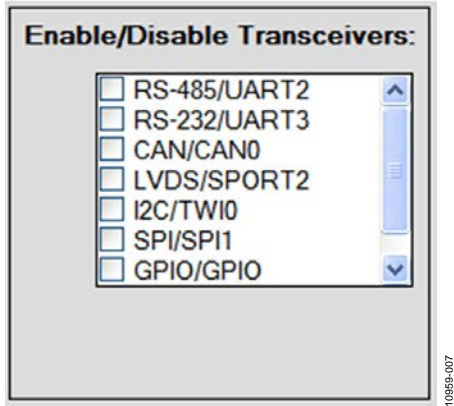 Enable/Disable Transceivers:
RS-485/UART2
RS-232/UART3
CAN/CAN0
LVDS/SPORT2
I2C/TWI0
SPI/SPI1
GPIO/GPIO
10959-007